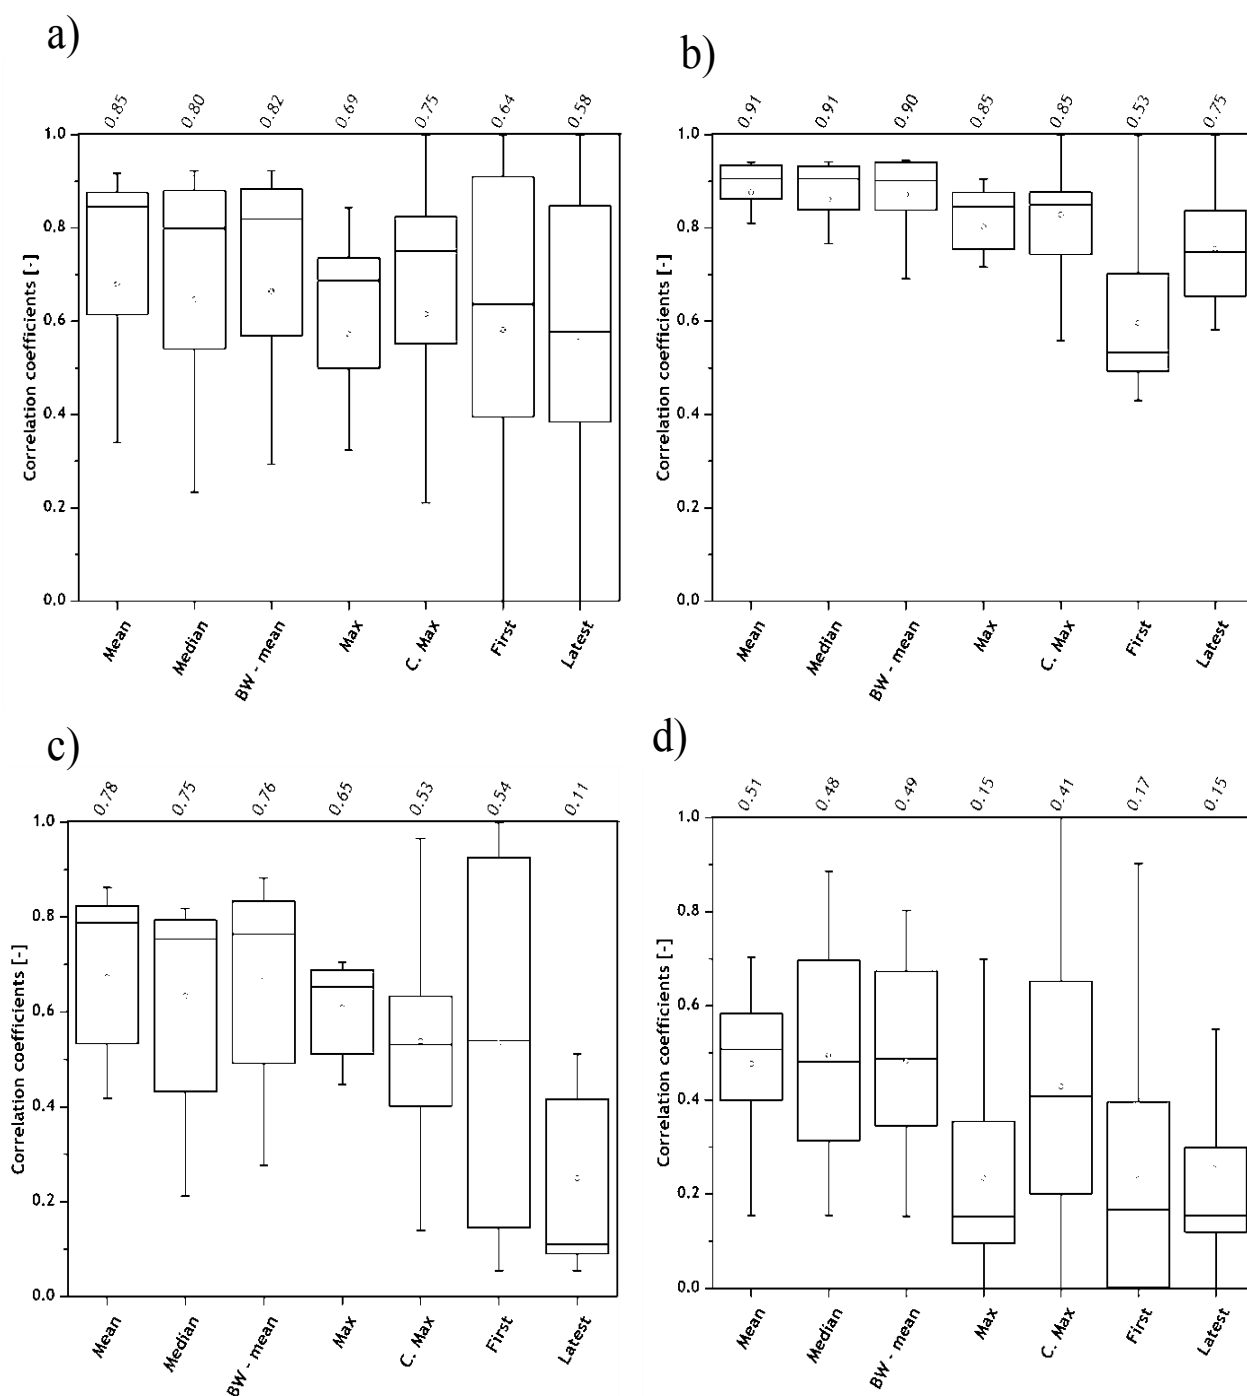 a)
0.85 0.80 0.82 0.69 0.75 0.64 0.58
1.0
0.8
0.6
0.4
0.2
0.0
Correlation coefficients [-]
Mean Median BW - mean Max C. Max First Latest
b)
0.91 0.91 0.90 0.85 0.85 0.53 0.75
1.0
0.8
0.6
0.4
0.2
0.0
Correlation coefficients [-]
Mean Median BW - mean Max C. Max First Latest
c)
0.78 0.75 0.76 0.65 0.53 0.54 0.11
1.0
0.8
0.6
0.4
0.2
0.0
Correlation coefficients [-]
Mean Median BW - mean Max C. Max First Latest
d)
0.51 0.48 0.49 0.15 0.41 0.17 0.15
1.0
0.8
0.6
0.4
0.2
0.0
Correlation coefficients [-]
Mean Median BW - mean Max C. Max First Latest